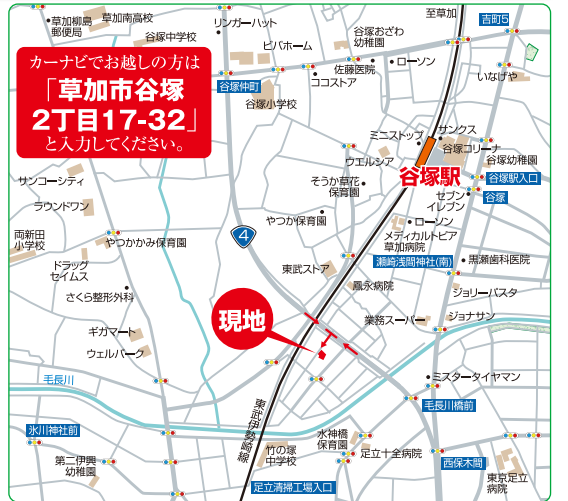 草加柳島
郵便局
草加南高校
谷塚中学校
リンガーハット
ビバホーム
谷塚おざわ
幼稚園
至草加
吉町5
カーナビでお越しの方は
「草加市谷塚
2丁目17-32」
と入力してください。
佐藤医院
ローソン
いなげや
谷塚仲町
ココストア
谷塚小学校
ミニストップ
サンクス
谷塚コリーナ
谷塚幼稚園
ウエルシア
谷塚駅
谷塚駅入口
サンコーシティ
そうか草花
保育園
セブン
イレブン
谷塚
ラウンドワン
やつか保育園
ローソン
両新田
小学校
やつかかみ保育園
4
メディカルトピア
草加病院
瀬崎浅間神社(南)
黒瀬歯科医院
ドラッグ
セイムス
東武ストア
さくら整形外科
鳳永病院
ジョリーパスタ
現地
業務スーパー
ジョナサン
ギガマート
ウェルパーク
毛長川
ミスタータイヤマン
東武伊勢崎線
毛長川橋前
氷川神社前
水神橋
保育園
竹の塚
中学校
足立十全病院
西保木間
第二伊興
幼稚園
東京足立
病院
足立清掃工場入口